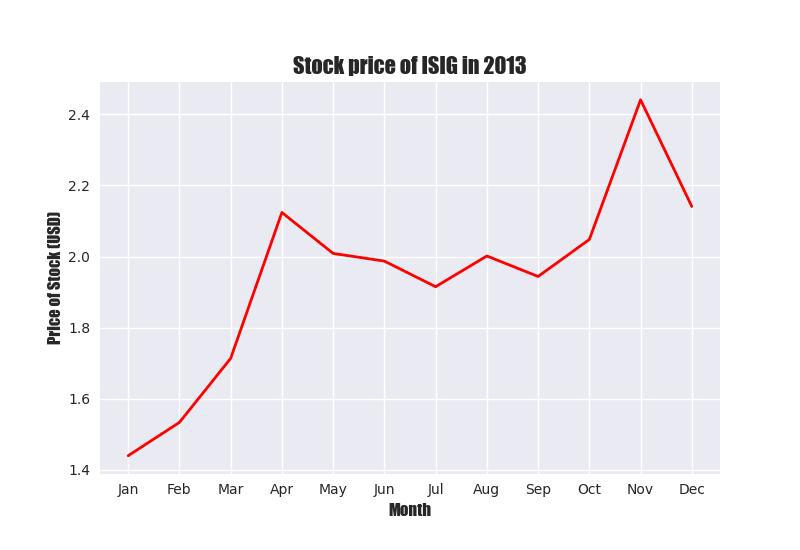 Stock price of ISIG in 2013
Price of Stock (USD)
2.4
2.2
2.0
1.8
1.6
1.4
Jan Feb Mar Apr May Jun Jul Aug Sep Oct Nov Dec
Month